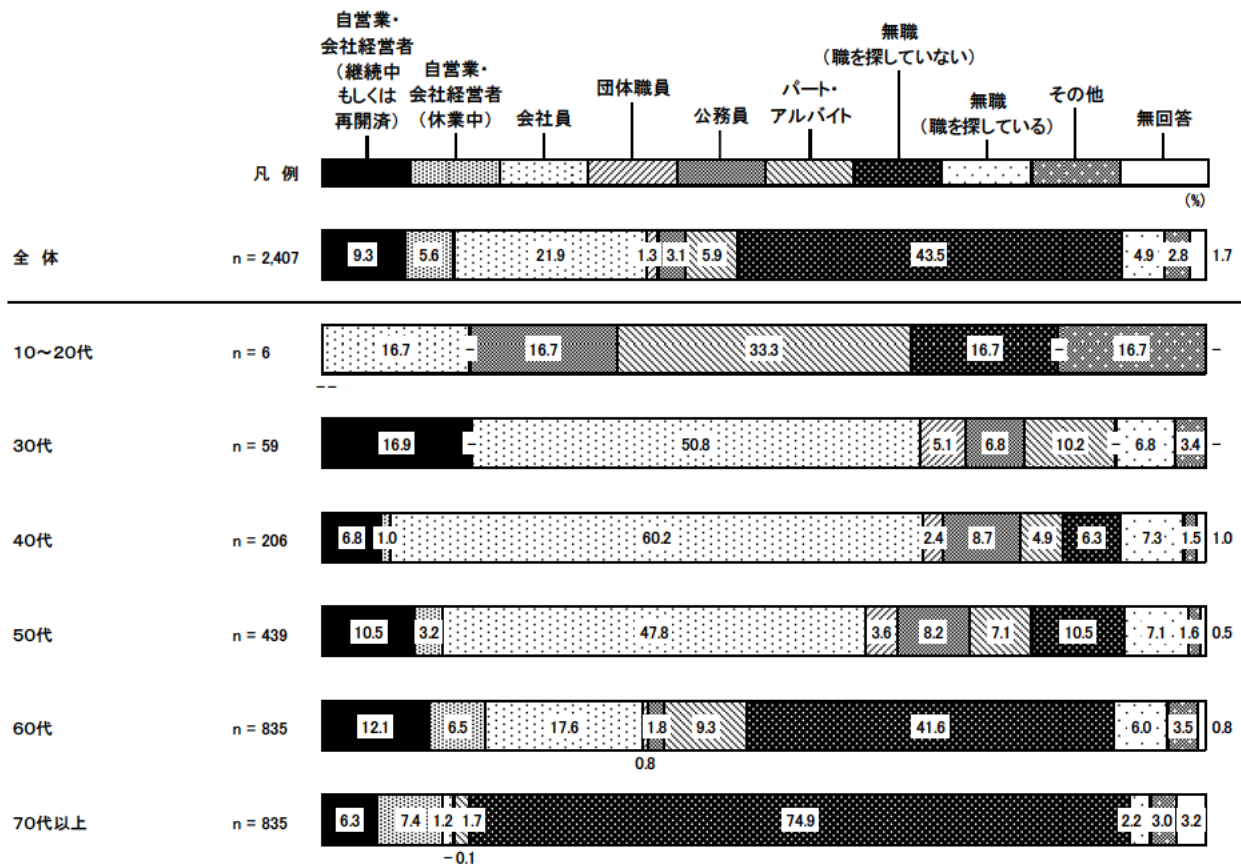 自営業・
会社経営者
(継続中
もしくは
再開済)
自営業・
会社経営者
(休業中)
会社員
団体職員
公務員
パート・
アルバイト
無職
(職を探していない)
無職
(職を探している)
その他
無回答
凡 例
(%)
全 体 n = 2,407 9.3 5.6 21.9 1.3 3.1 5.9 43.5 4.9 2.8 1.7
10～20代 n = 6 16.7 - 16.7 33.3 16.7 - 16.7 -
--
30代 n = 59 16.9 - 50.8 5.1 6.8 10.2 - 6.8 3.4 -
40代 n = 206 6.8 1.0 60.2 2.4 8.7 4.9 6.3 7.3 1.5 1.0
50代 n = 439 10.5 3.2 47.8 3.6 8.2 7.1 10.5 7.1 1.6 0.5
60代 n = 835 12.1 6.5 17.6 1.8 9.3 41.6 6.0 3.5 0.8
0.8
70代以上 n = 835 6.3 7.4 1.2 1.7 74.9 2.2 3.0 3.2
- 0.1